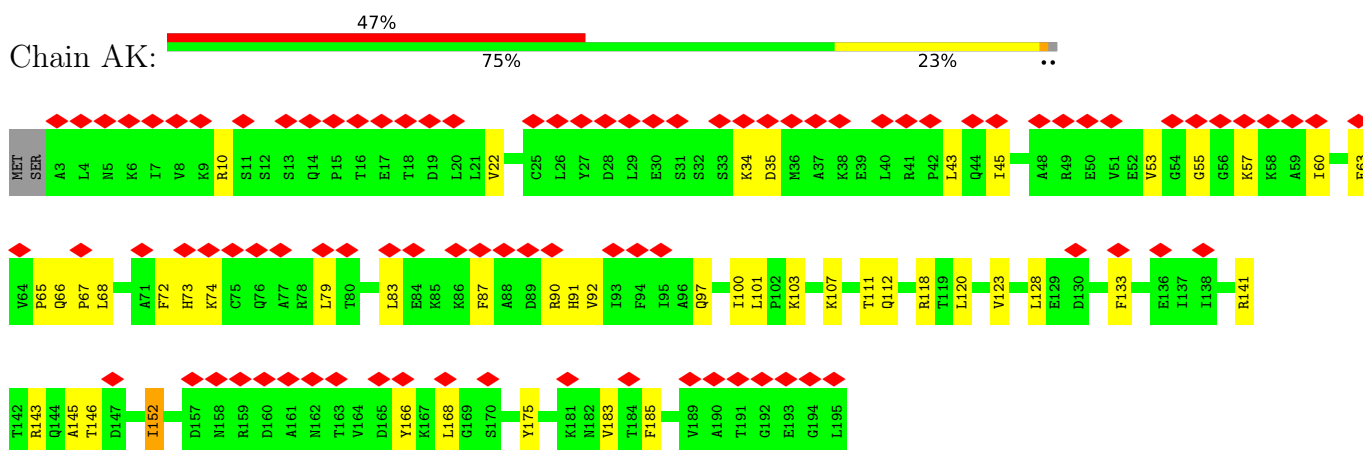 47%
Chain AK:
75% 23% ••
MET SER A3 L4 N5 K6 I7 V8 K9 R10 S11 S12 S13 Q14 P15 T16 E17 T18 D19 L20 L21 V22 C25 L26 Y27 D28 L29 E30 S31 S32 S33 K34 D35 M36 A37 K38 E39 L40 R41 P42 L43 Q44 I45 A48 R49 E50 V51 E52 V53 G54 G55 G56 K57 K58 A59 I60
V64 P65 Q66 P67 L68 A71 F72 H73 K74 C75 Q76 A77 R78 L79 T80 L83 E84 K85 K86 F87 A88 D89 R90 H91 V92 I93 F94 I95 A96 Q97 I100 L101 P102 K103 K107 T111 Q112 R118 T119 L120 V123 L128 E129 D130 F133 E136 I137 I138 R141
T142 R143 Q144 A145 T146 D147 I152 D157 N158 R159 D160 A161 N162 T163 V164 D165 Y166 K167 L168 G169 S170 Y175 K181 N182 V183 T184 F185 V189 A190 T191 G192 E193 G194 L195